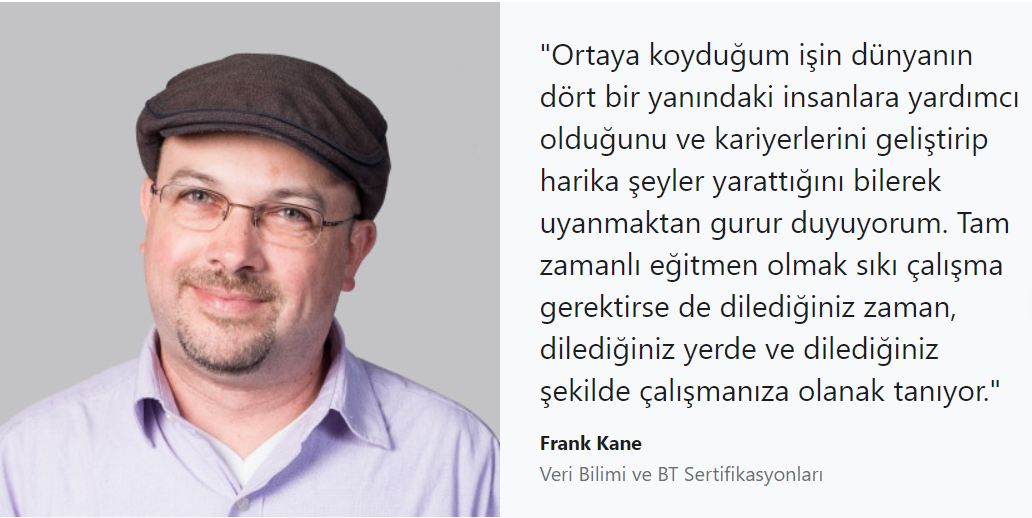 "Ortaya koyduğum işin dünyanın
dört bir yanındaki insanlara yardımcı
olduğunu ve kariyerlerini geliştirip
harika şeyler yarattığını bilerek
uyanmaktan gurur duyuyorum. Tam
zamanlı eğitmen olmak sıkı çalışma
gerektirse de dilediğiniz zaman,
dilediğiniz yerde ve dilediğiniz
şekilde çalışmanıza olanak tanıyor."
Frank Kane
Veri Bilimi ve BT Sertifikasyonları